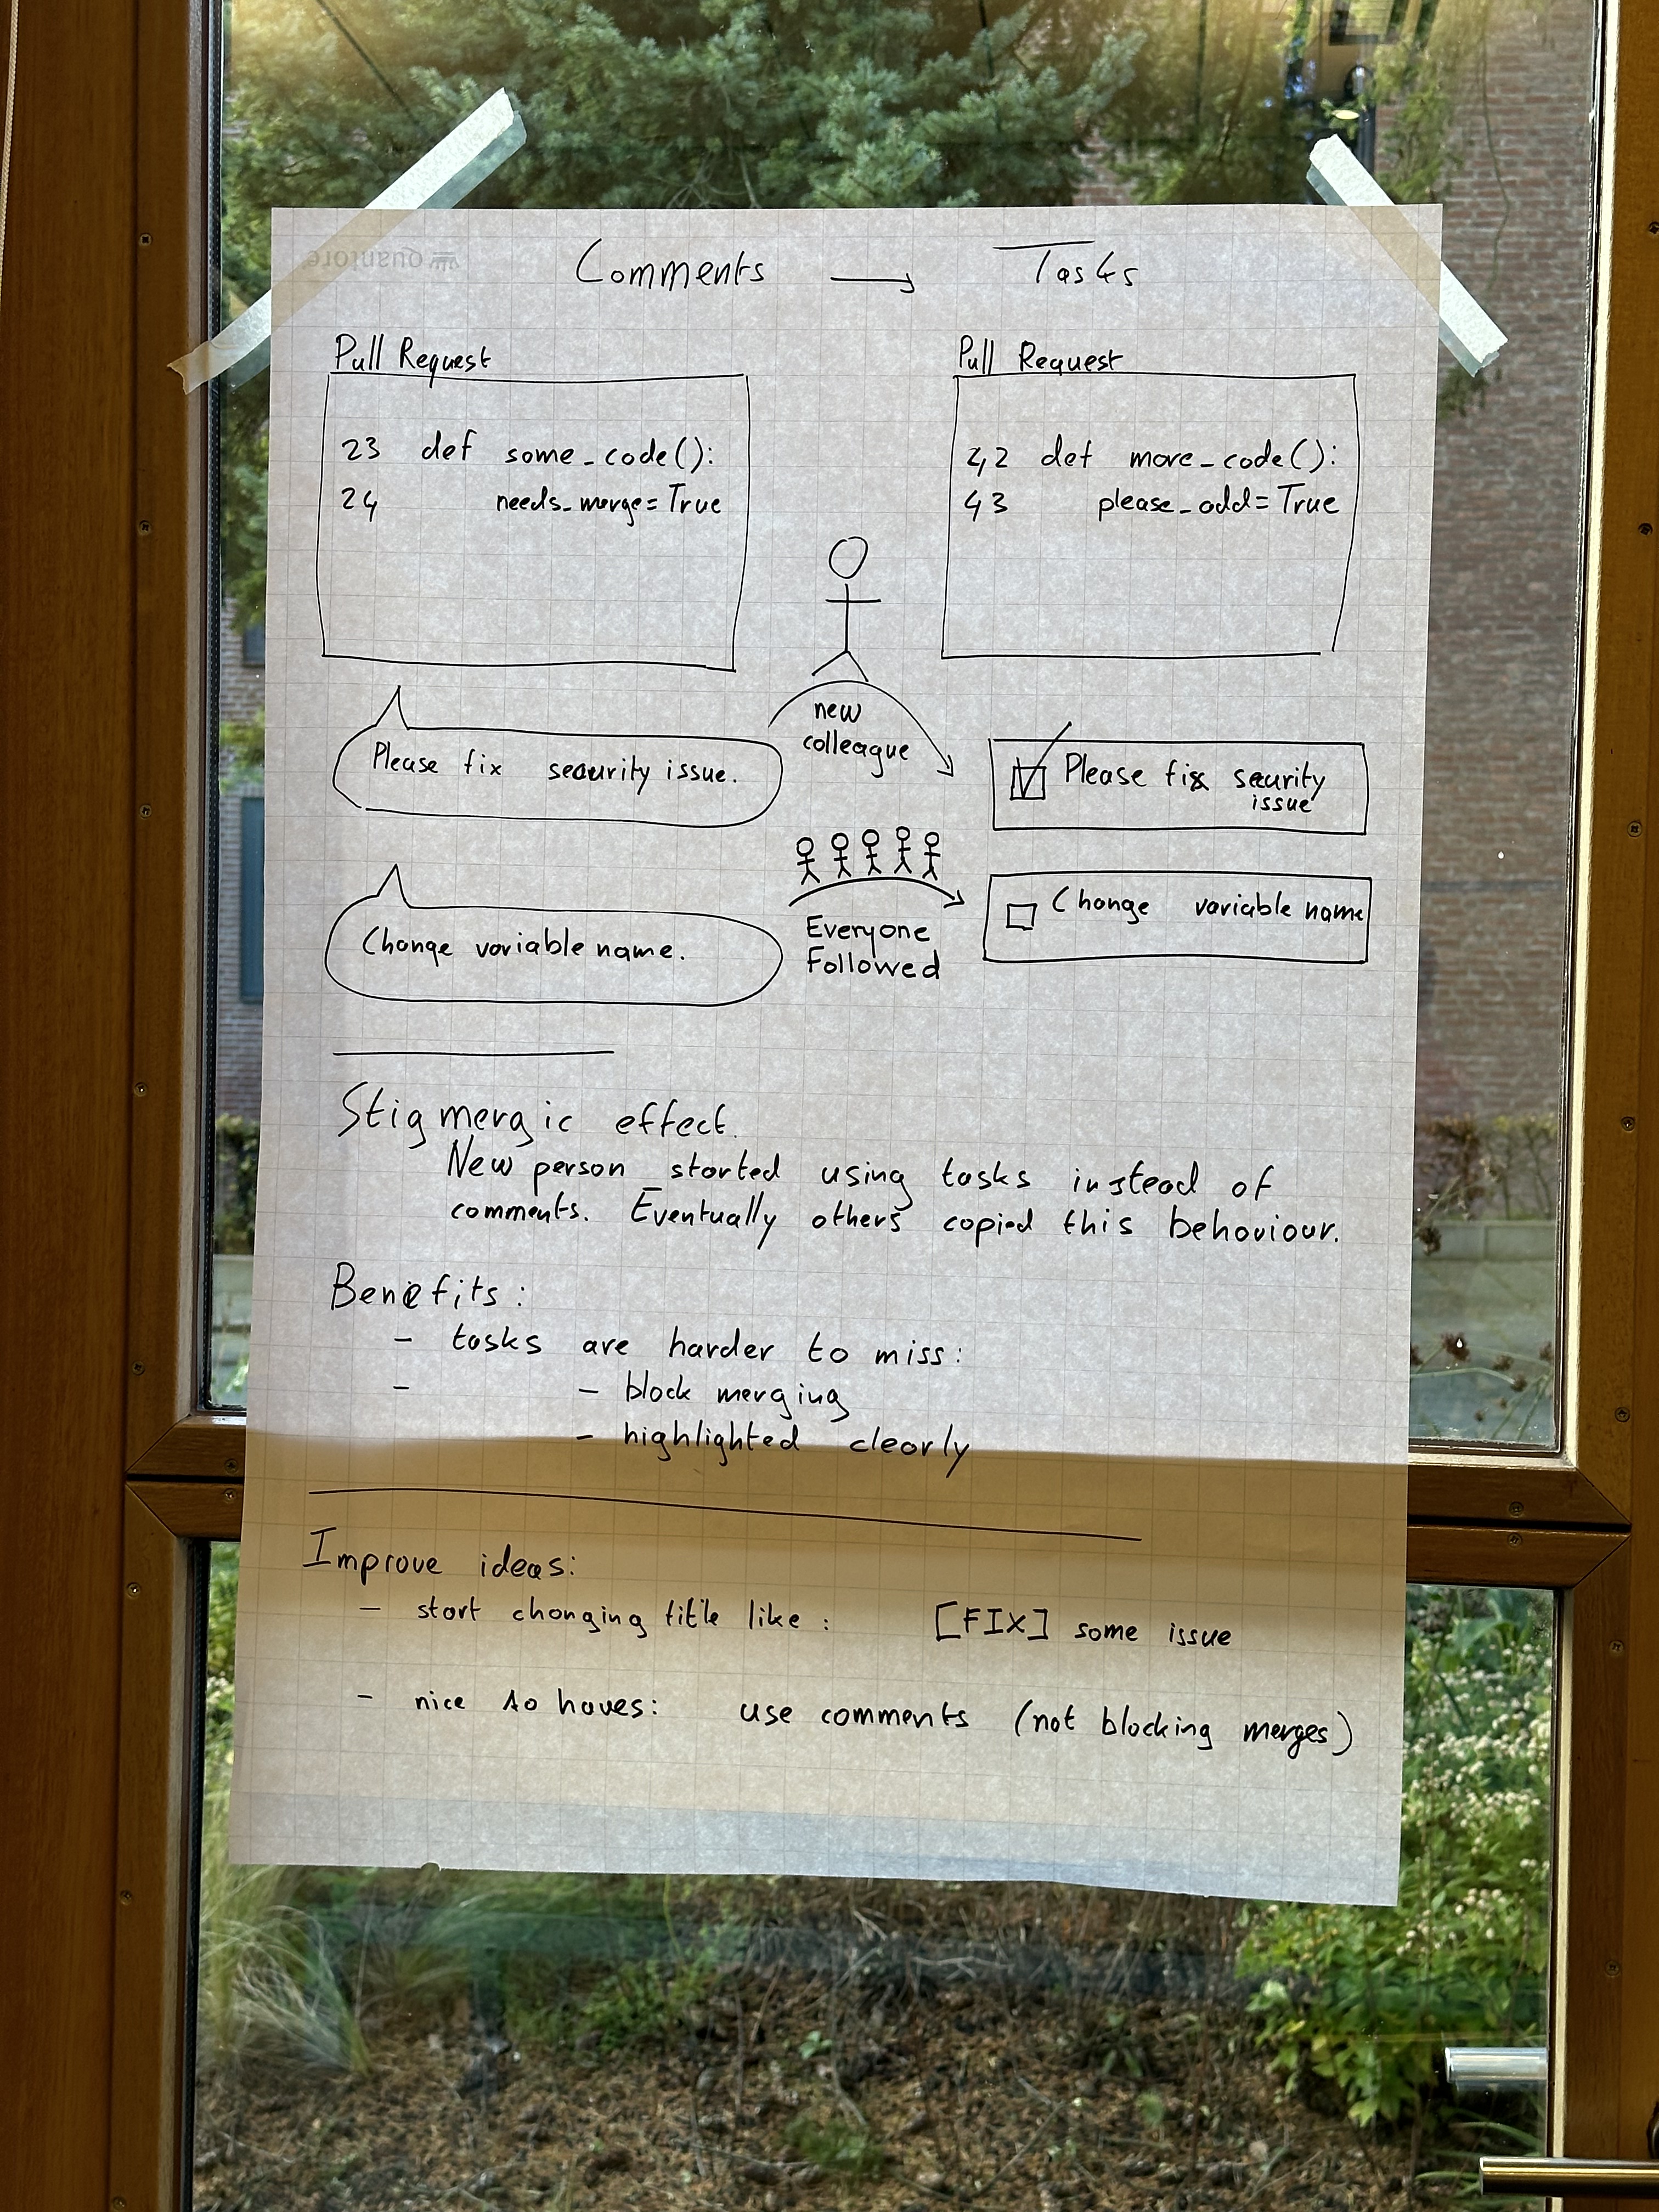 quantore
Comments → Tasks
Pull Request
23 def some_code():
24 needs_merge=True
Pull Request
42 def more_code():
43 please_add=True
new
colleague
Please fix security issue.
Please fix security
issue
Everyone
Followed
Change variable name.
Change variable name
Stigmergic effect.
New person started using tasks instead of
comments. Eventually others copied this behaviour.
Benefits:
- tasks are harder to miss:
- - block merging
- highlighted clearly
Improve ideas:
- start changing title like: [FIX] some issue
- nice to haves: use comments (not blocking merges)